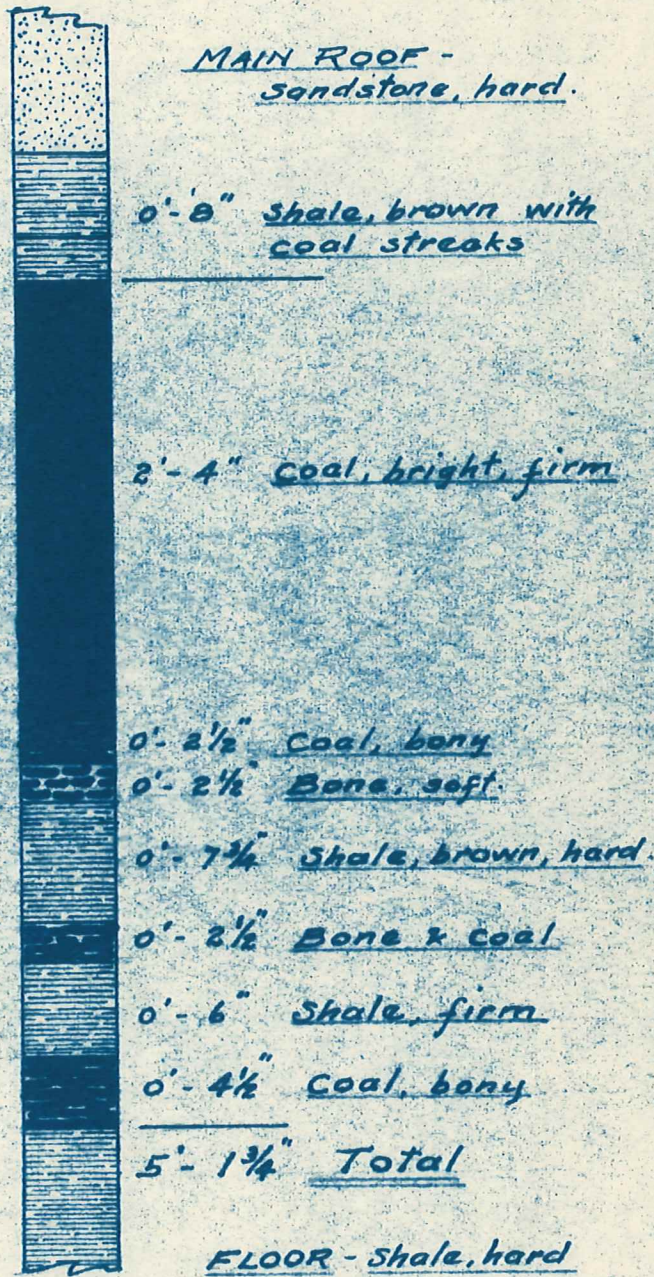 MAIN ROOF -
Sandstone, hard.
0'-8" Shale, brown with
coal streaks
2'-4" Coal, bright, firm
0'-2½" Coal, bony
0'-2½" Bone, soft.
0'-7¾" Shale, brown, hard.
0'-2½" Bone & Coal
0'-6" Shale, firm
0'-4½" Coal, bony
5'-1¾" Total
FLOOR - Shale, hard